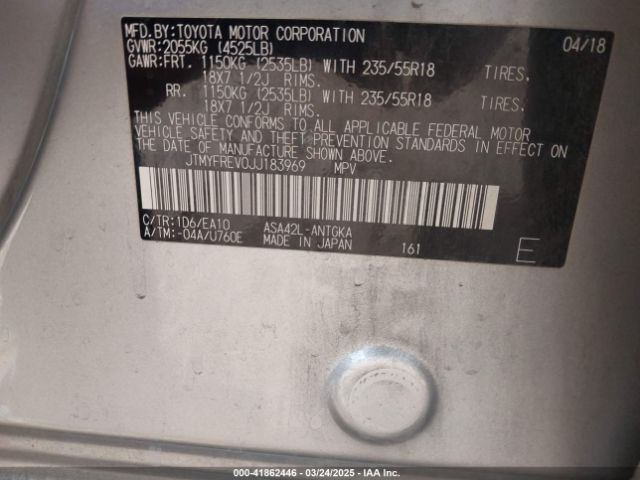 MFD.BY:TOYOTA MOTOR CORPORATION 04/18
GVWR:2055KG (4525LB)
GAWR:FRT. 1150KG (2535LB) WITH 235/55R18 TIRES.
18X7 1/2J RIMS.
RR. 1150KG (2535LB) WITH 235/55R18 TIRES.
18X7 1/2J RIMS.
THIS VEHICLE CONFORMS TO ALL APPLICABLE FEDERAL MOTOR
VEHICLE SAFETY AND THEFT PREVENTION STANDARDS IN EFFECT ON
THE DATE OF MANUFACTURE SHOWN ABOVE.
JTMYFREV0JJ183969 MPV
C/TR:1D6/EA10 ASA42L-ANTGKA
A/TM:-04A/U760E MADE IN JAPAN 161 E
000-41862446 - 03/24/2025 - IAA Inc.